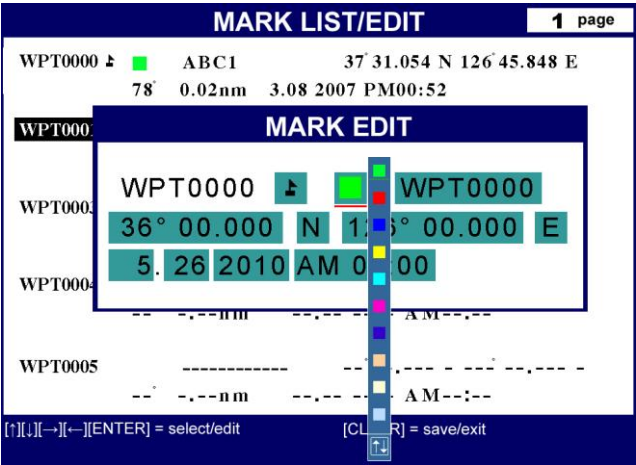 MARK LIST/EDIT 1 page
WPT0000 ABC1 37°31.054 N 126°45.848 E
78° 0.02nm 3.08 2007 PM00:52
MARK EDIT
WPT0000 WPT0000
36° 00.000 N 00.000 E
5. 26 2010 AM
WPT0005 ------------ --°--.--- - ---°--.--- -
--° -.--nm --.-- ---- AM--:--
[↑][↓][→][←][ENTER] = select/edit = save/exit
[↑↓]